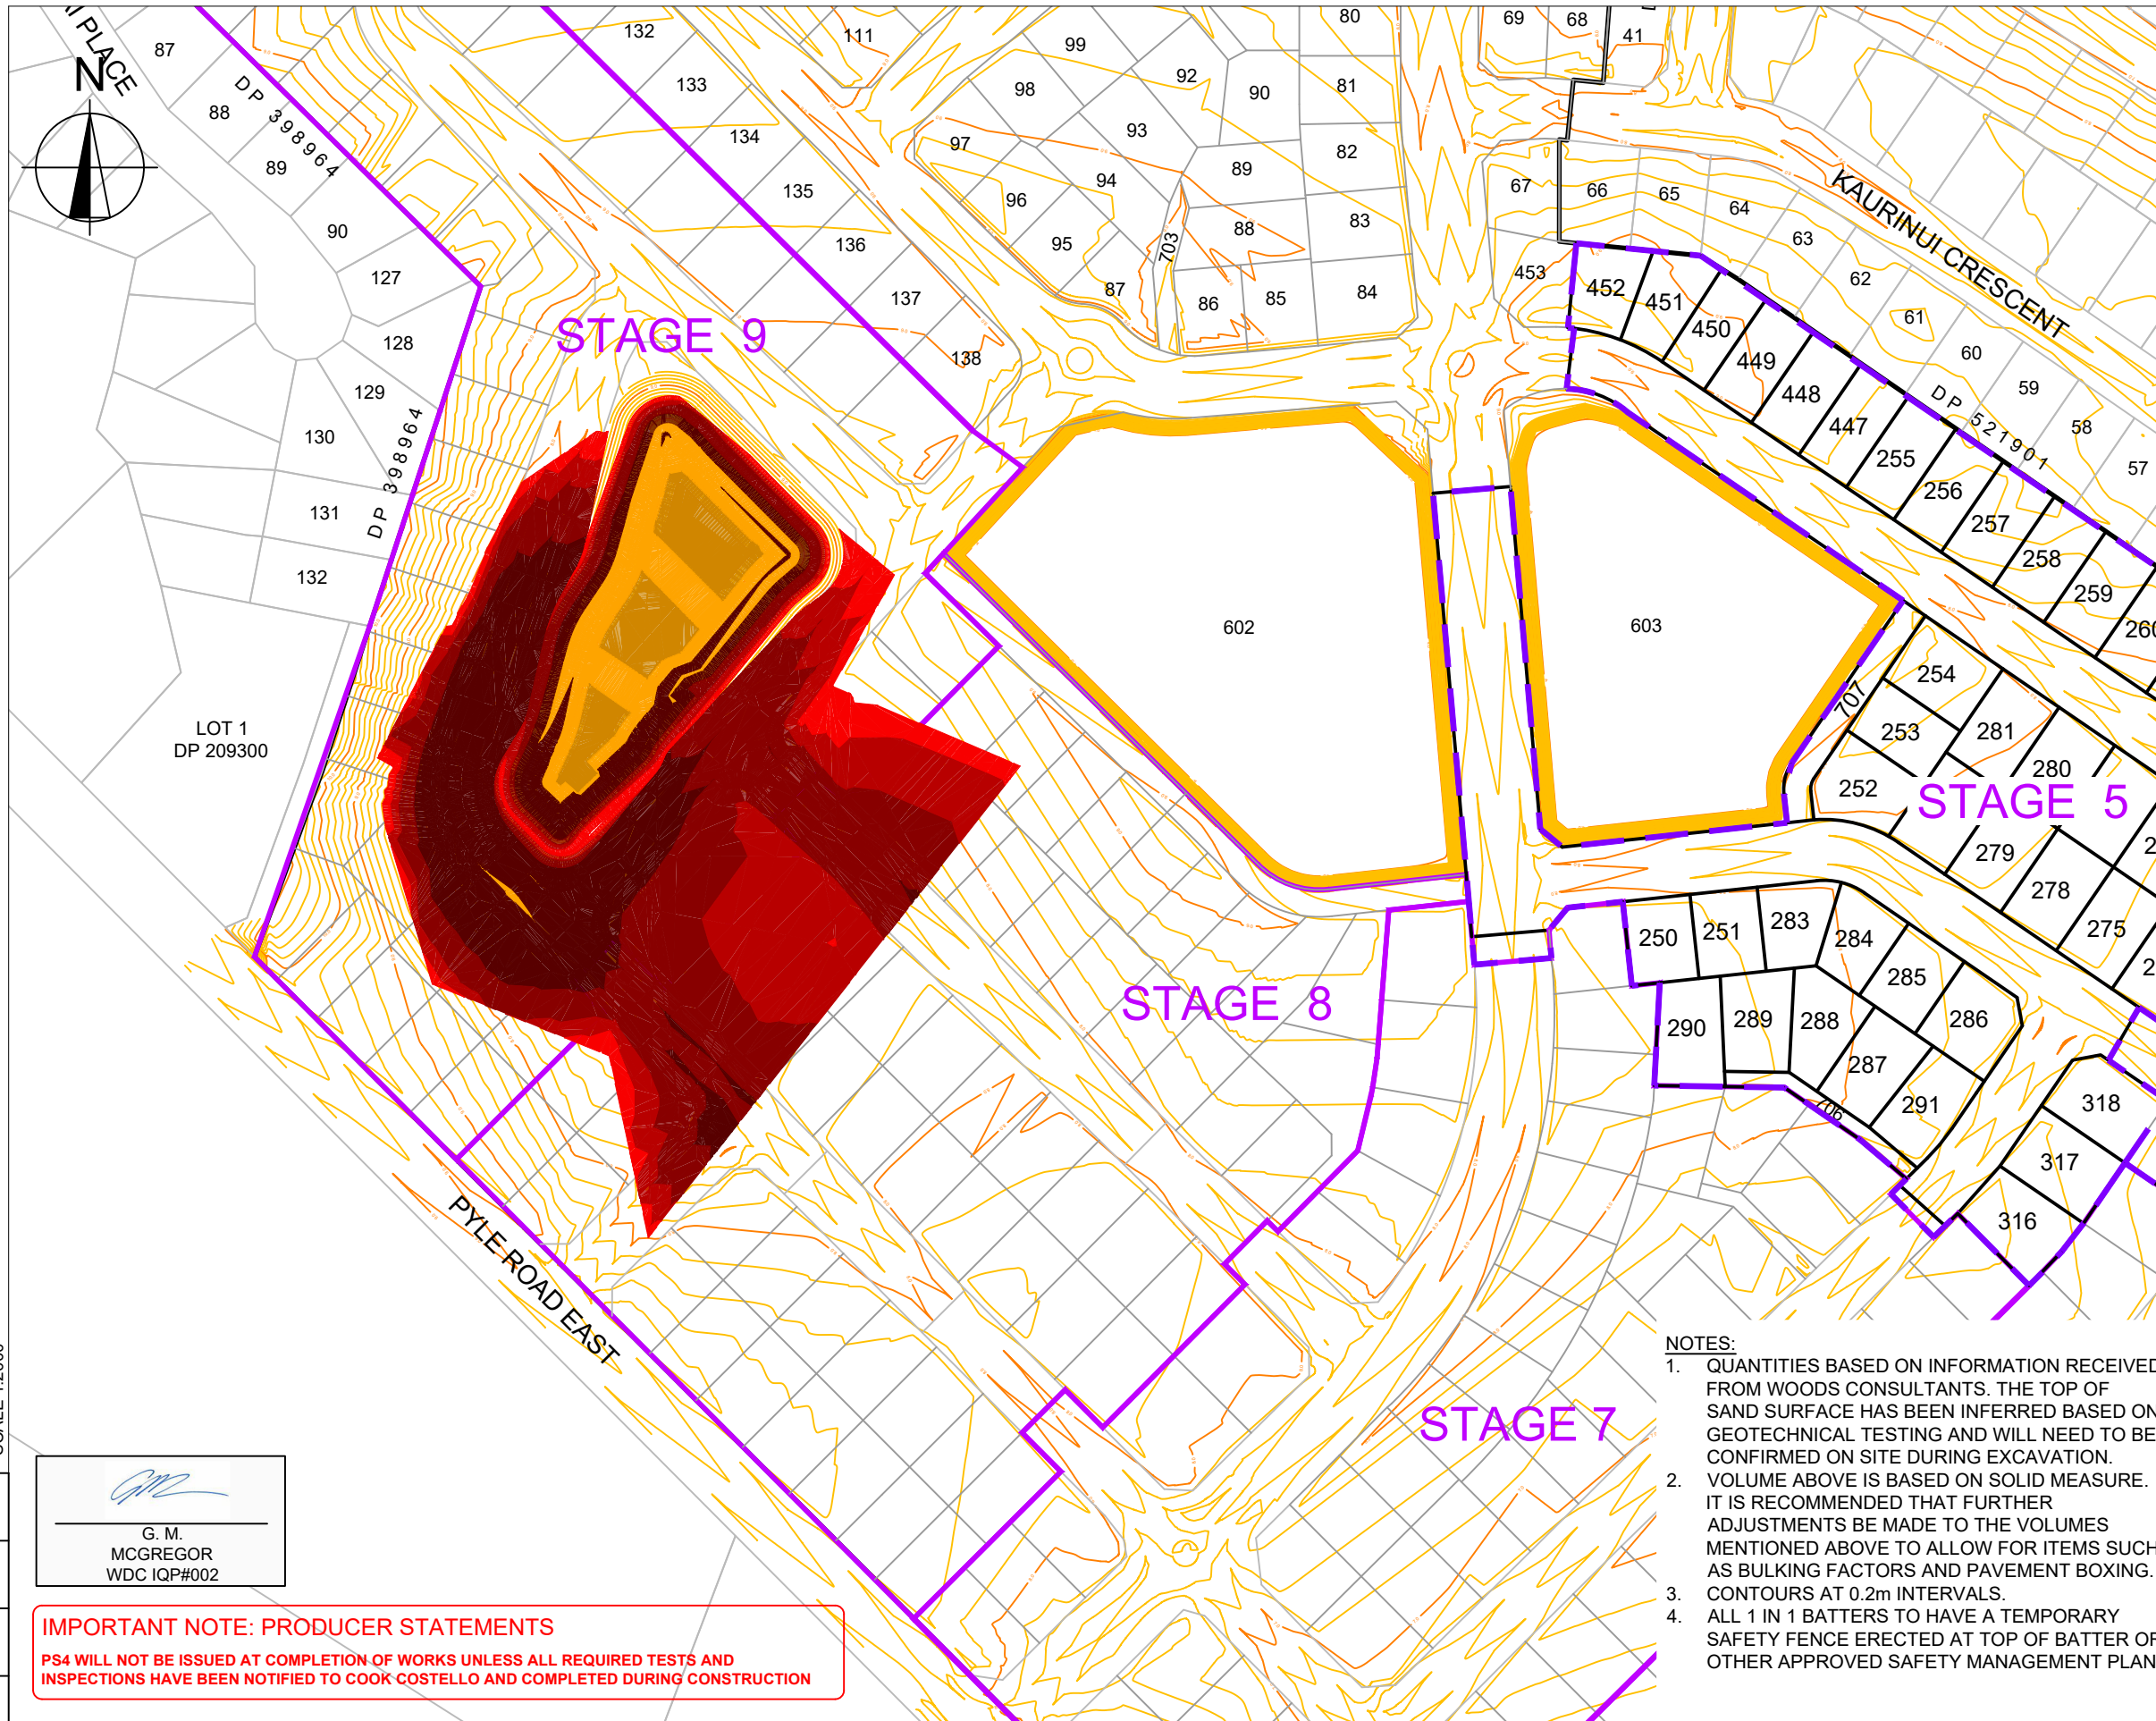 PLACE
N
87
88
89
90
127
128
129
130
131
132
DP 398964
DP 398964
LOT 1
DP 209300
STAGE 9
132
133
134
135
136
137
138
111
99
98
97
96
95
94
93
92
90
89
88
87
86
85
84
83
82
81
80
703
69
68
41
67
66
65
64
63
62
61
60
59
58
57
KAURINUI CRESCENT
DP 521901
453
452
451
450
449
448
447
255
256
257
258
259
602
603
707
254
253
252
281
280
STAGE 5
279
278
275
250
251
283
284
285
286
290
289
288
287
291
706
318
317
316
STAGE 8
STAGE 7
PYLE ROAD EAST
NOTES:
1. QUANTITIES BASED ON INFORMATION RECEIVED
FROM WOODS CONSULTANTS. THE TOP OF
SAND SURFACE HAS BEEN INFERRED BASED ON
GEOTECHNICAL TESTING AND WILL NEED TO BE
CONFIRMED ON SITE DURING EXCAVATION.
2. VOLUME ABOVE IS BASED ON SOLID MEASURE.
IT IS RECOMMENDED THAT FURTHER
ADJUSTMENTS BE MADE TO THE VOLUMES
MENTIONED ABOVE TO ALLOW FOR ITEMS SUCH
AS BULKING FACTORS AND PAVEMENT BOXING.
3. CONTOURS AT 0.2m INTERVALS.
4. ALL 1 IN 1 BATTERS TO HAVE A TEMPORARY
SAFETY FENCE ERECTED AT TOP OF BATTER OR
OTHER APPROVED SAFETY MANAGEMENT PLAN
G. M.
MCGREGOR
WDC IQP#002
IMPORTANT NOTE: PRODUCER STATEMENTS
PS4 WILL NOT BE ISSUED AT COMPLETION OF WORKS UNLESS ALL REQUIRED TESTS AND
INSPECTIONS HAVE BEEN NOTIFIED TO COOK COSTELLO AND COMPLETED DURING CONSTRUCTION